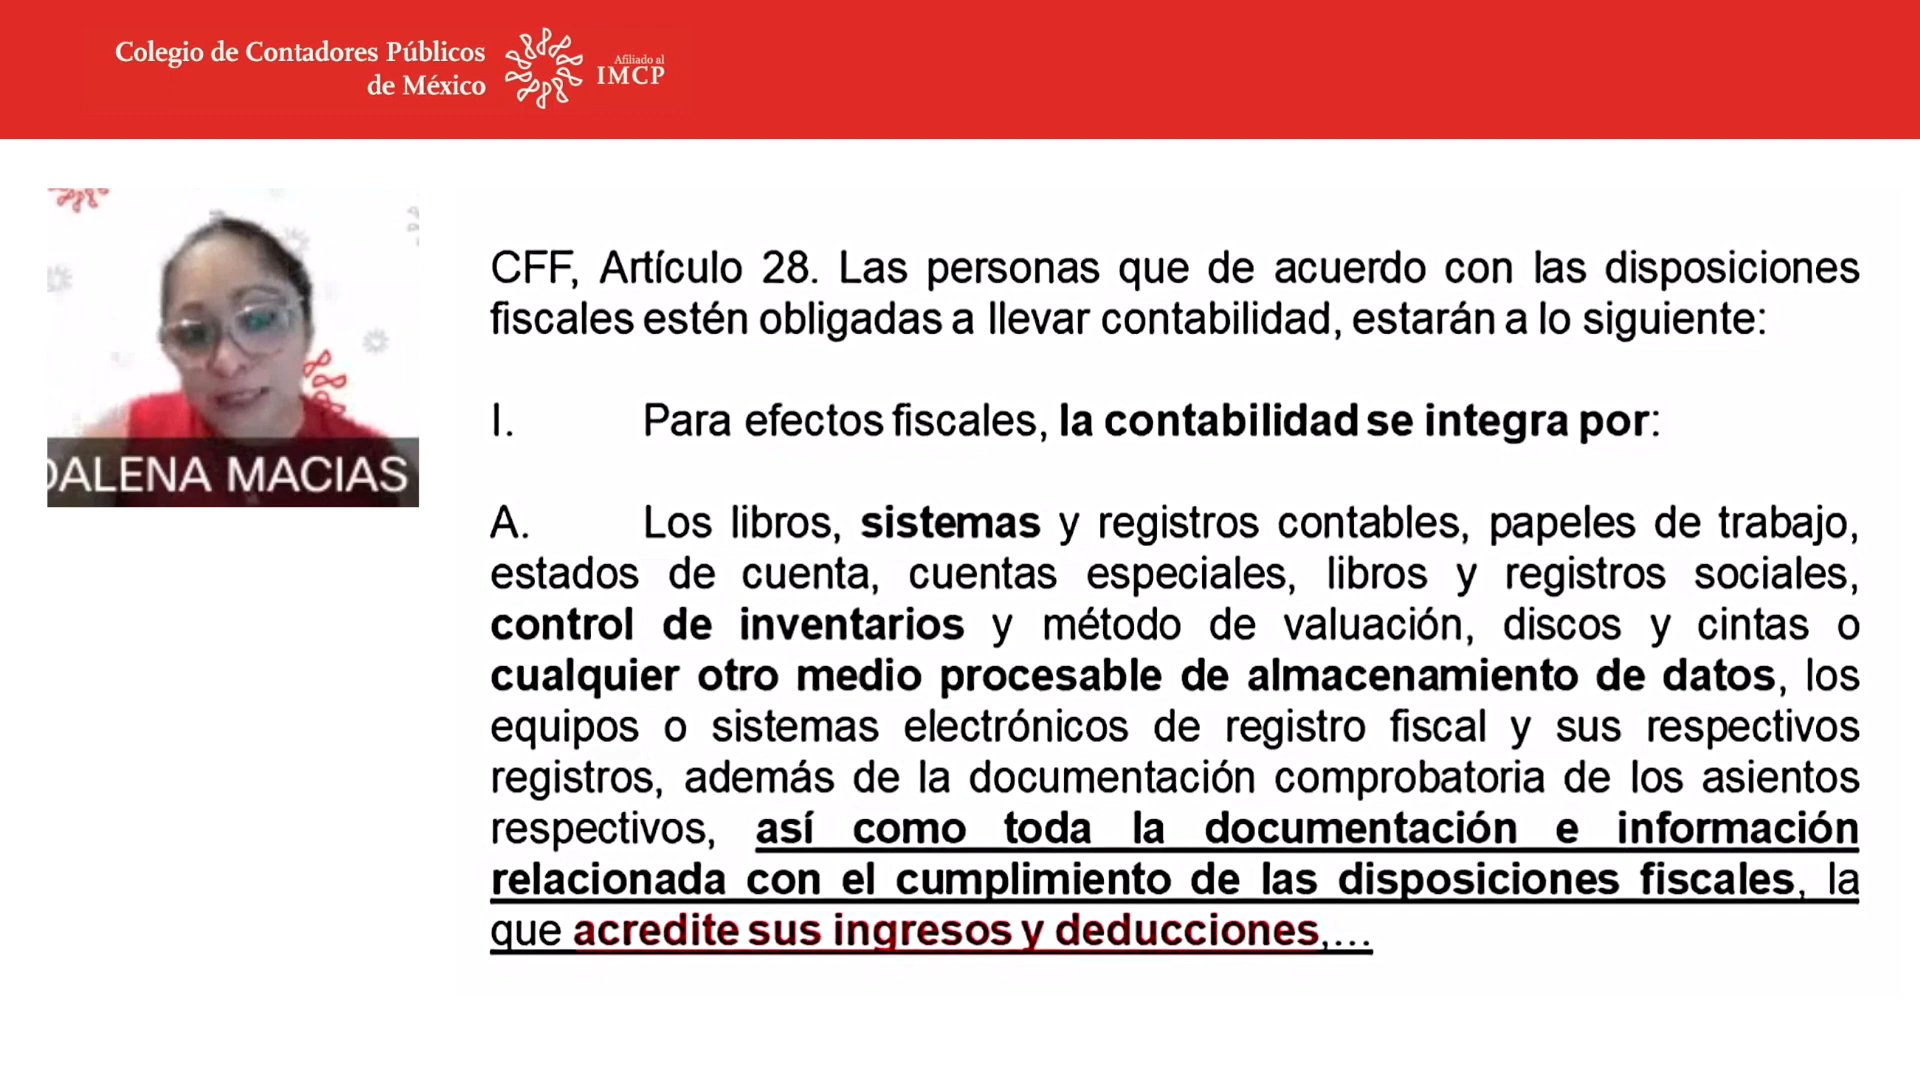 Colegio de Contadores Públicos
de México
Afiliado al
IMCP
DALENA MACIAS
CFF, Artículo 28. Las personas que de acuerdo con las disposiciones
fiscales estén obligadas a llevar contabilidad, estarán a lo siguiente:
I. Para efectos fiscales, la contabilidad se integra por:
A. Los libros, sistemas y registros contables, papeles de trabajo,
estados de cuenta, cuentas especiales, libros y registros sociales,
control de inventarios y método de valuación, discos y cintas o
cualquier otro medio procesable de almacenamiento de datos, los
equipos o sistemas electrónicos de registro fiscal y sus respectivos
registros, además de la documentación comprobatoria de los asientos
respectivos, así como toda la documentación e información
relacionada con el cumplimiento de las disposiciones fiscales, la
que acredite sus ingresos y deducciones,...